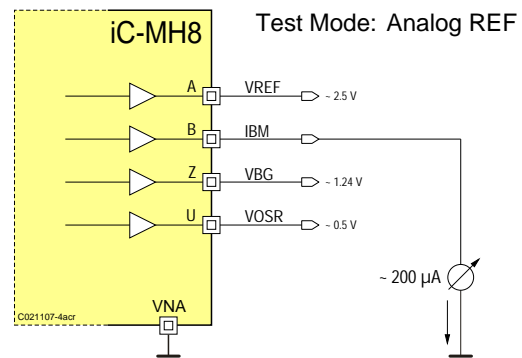 iC-MH8
Test Mode: Analog REF
A VREF ~ 2.5 V
B IBM
Z VBG ~ 1.24 V
U VOSR ~ 0.5 V
~ 200 µA
C021107-4acr
VNA